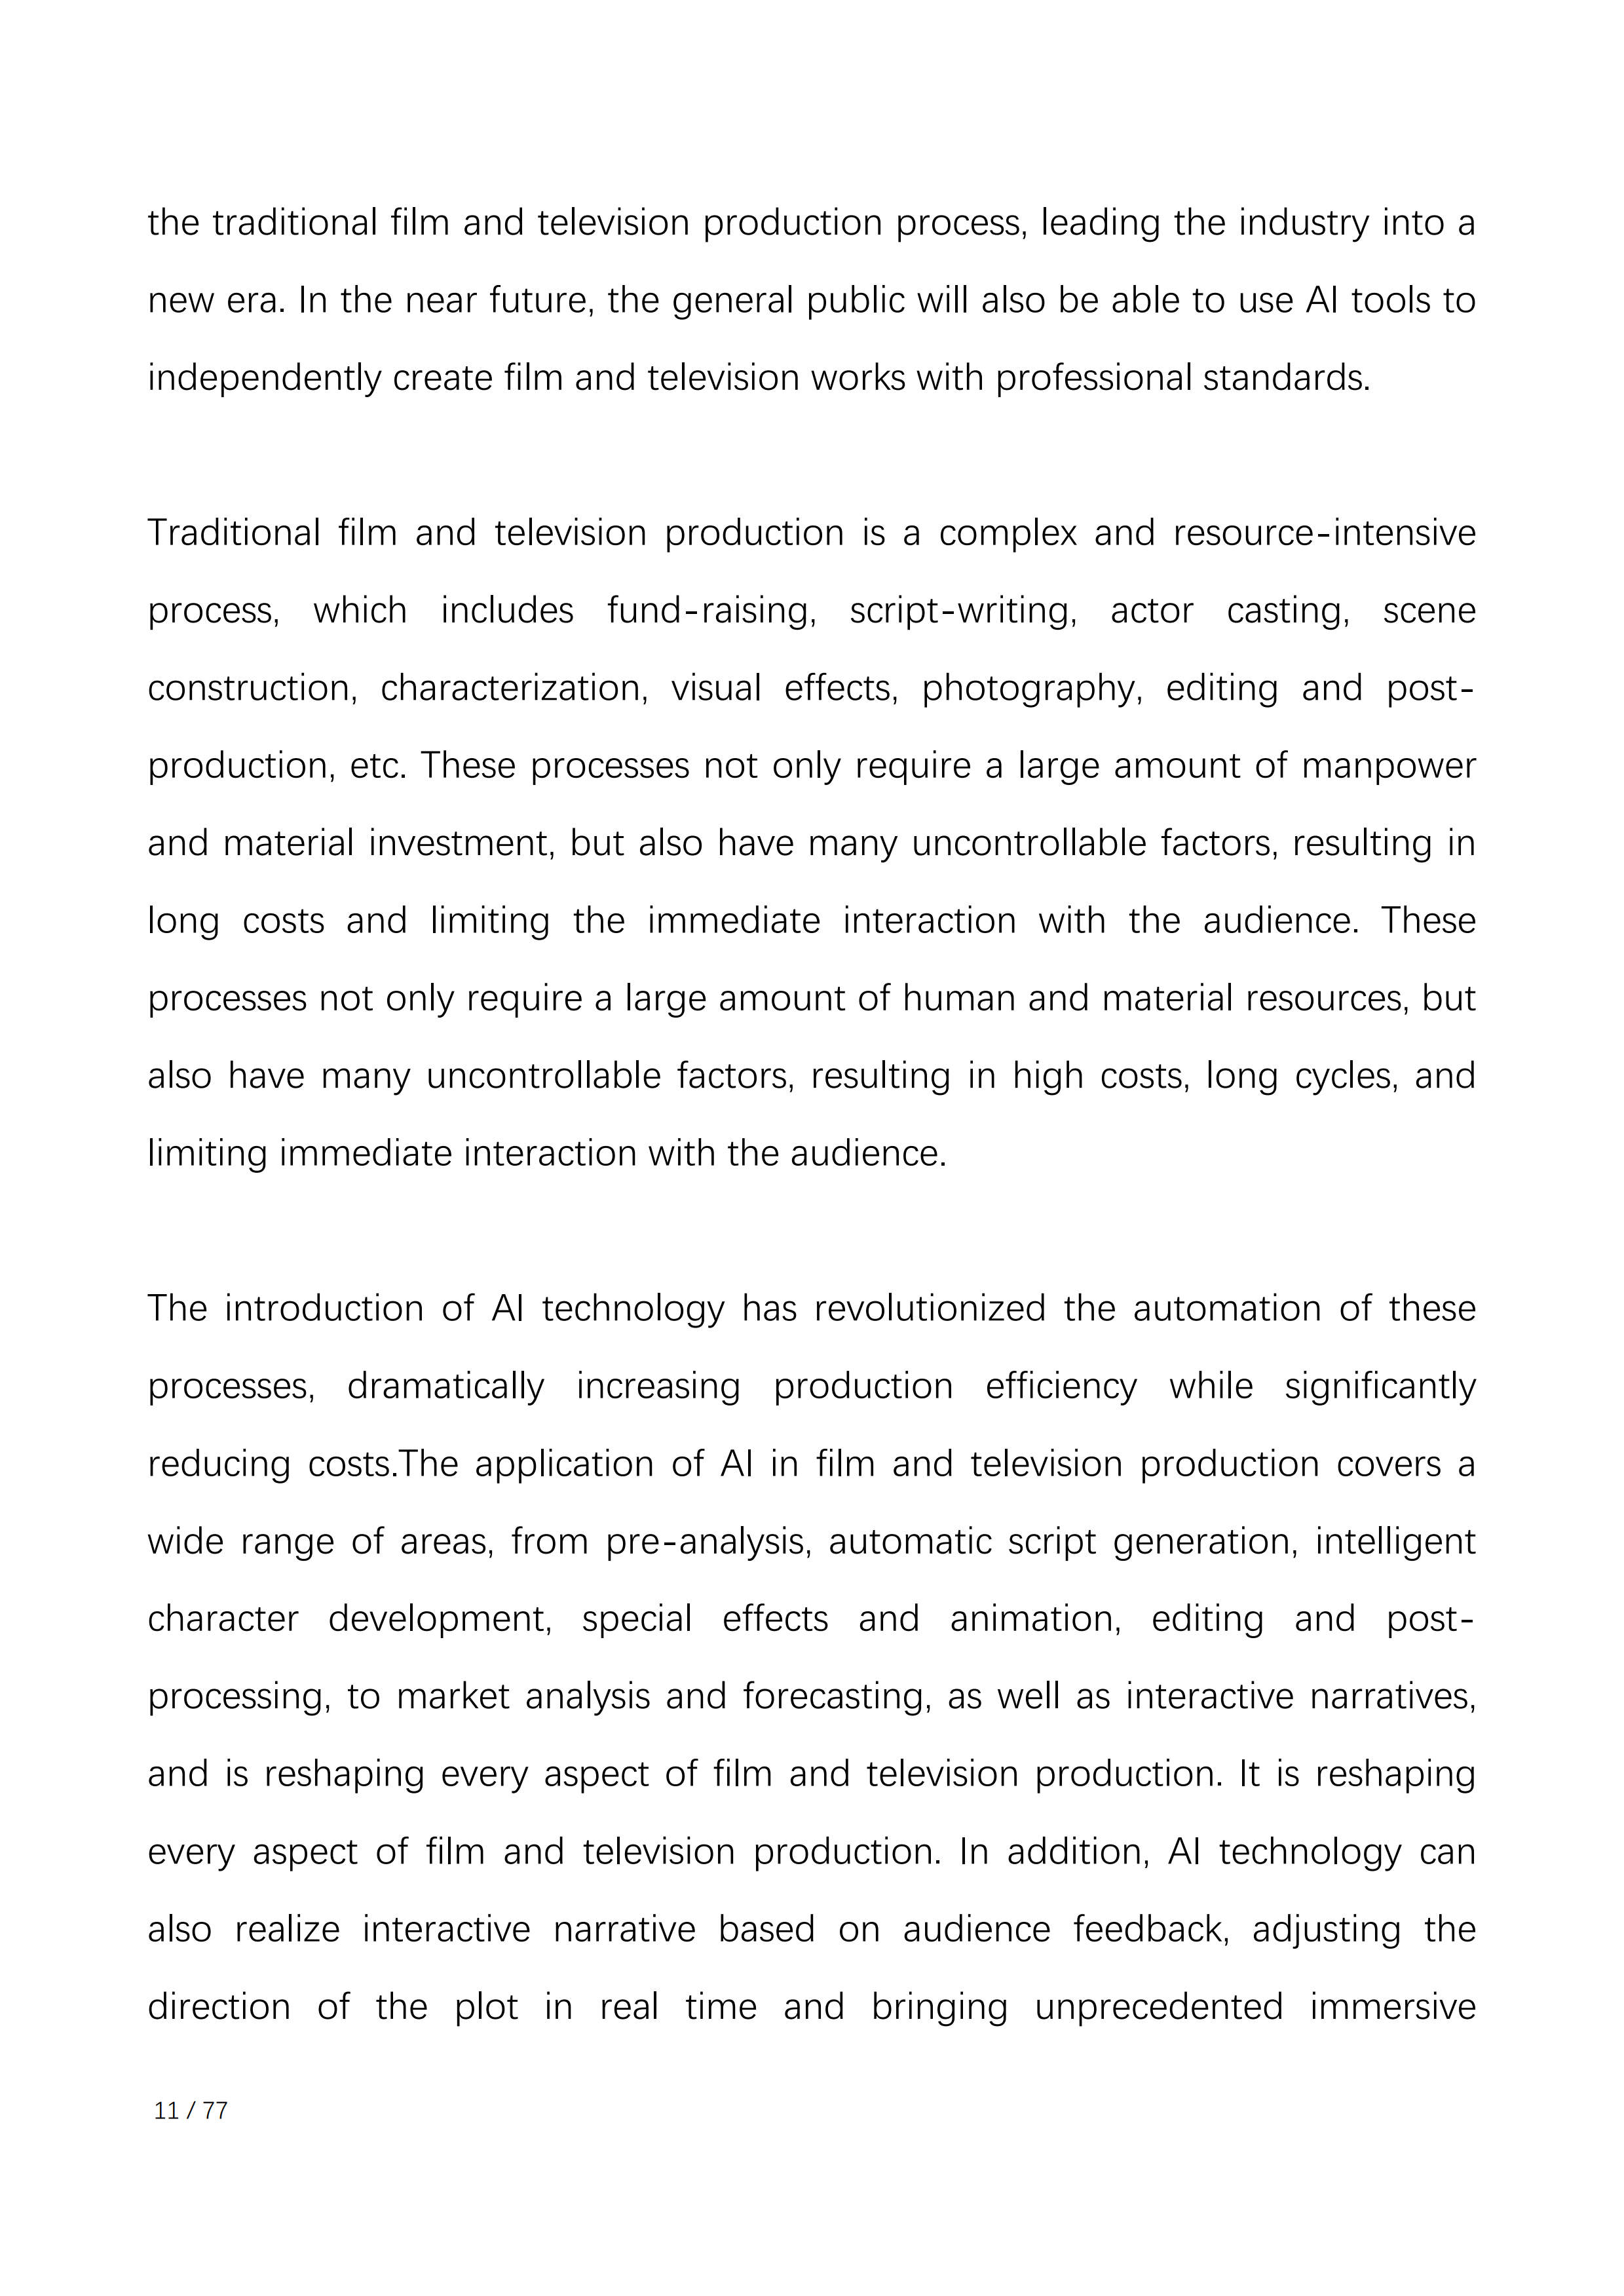 the traditional film and television production process, leading the industry into a
new era. In the near future, the general public will also be able to use AI tools to
independently create film and television works with professional standards.
Traditional film and television production is a complex and resource-intensive
process, which includes fund-raising, script-writing, actor casting, scene
construction, characterization, visual effects, photography, editing and post-
production, etc. These processes not only require a large amount of manpower
and material investment, but also have many uncontrollable factors, resulting in
long costs and limiting the immediate interaction with the audience. These
processes not only require a large amount of human and material resources, but
also have many uncontrollable factors, resulting in high costs, long cycles, and
limiting immediate interaction with the audience.
The introduction of AI technology has revolutionized the automation of these
processes, dramatically increasing production efficiency while significantly
reducing costs.The application of AI in film and television production covers a
wide range of areas, from pre-analysis, automatic script generation, intelligent
character development, special effects and animation, editing and post-
processing, to market analysis and forecasting, as well as interactive narratives,
and is reshaping every aspect of film and television production. It is reshaping
every aspect of film and television production. In addition, AI technology can
also realize interactive narrative based on audience feedback, adjusting the
direction of the plot in real time and bringing unprecedented immersive
11 / 77